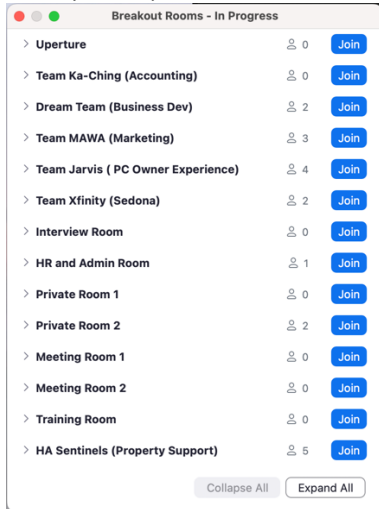 Breakout Rooms - In Progress
Uperture 0 Join
Team Ka-Ching (Accounting) 0 Join
Dream Team (Business Dev) 2 Join
Team MAWA (Marketing) 3 Join
Team Jarvis ( PC Owner Experience) 4 Join
Team Xfinity (Sedona) 2 Join
Interview Room 0 Join
HR and Admin Room 1 Join
Private Room 1 0 Join
Private Room 2 2 Join
Meeting Room 1 0 Join
Meeting Room 2 0 Join
Training Room 0 Join
HA Sentinels (Property Support) 5 Join
Collapse All Expand All